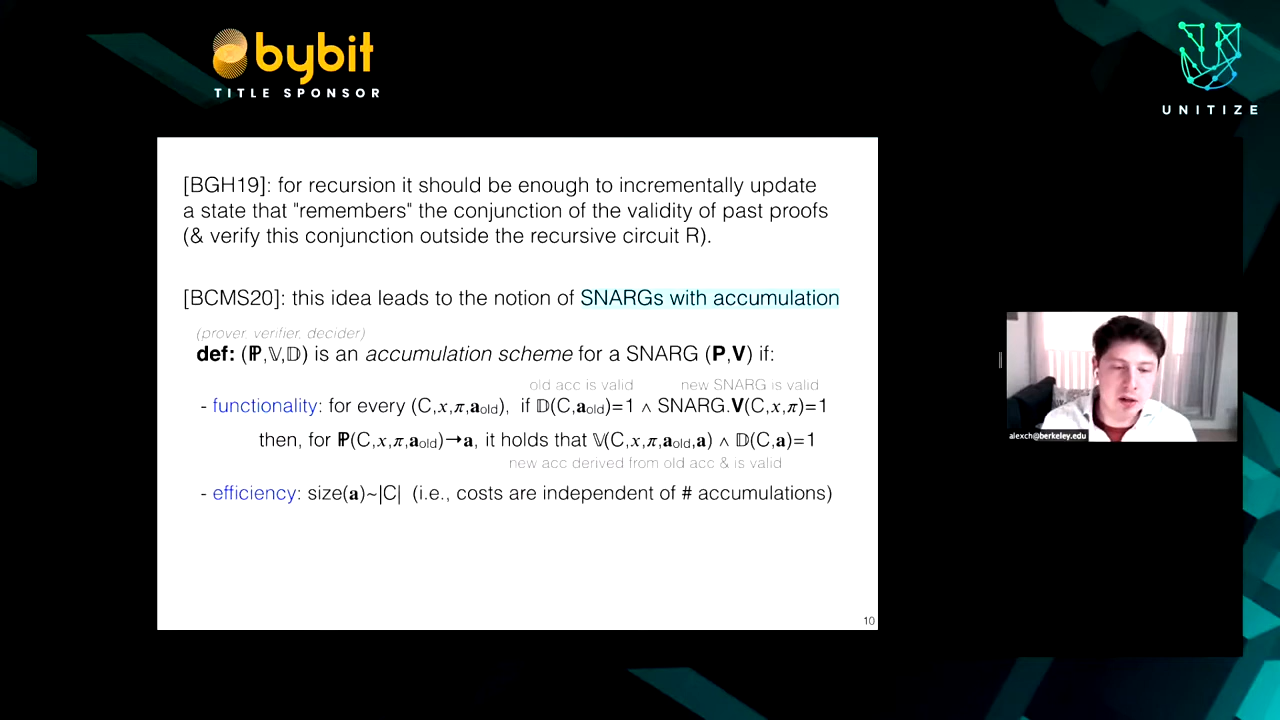 bybit
TITLE SPONSOR
UNITIZE
[BGH19]: for recursion it should be enough to incrementally update
a state that "remembers" the conjunction of the validity of past proofs
(& verify this conjunction outside the recursive circuit R).
[BCMS20]: this idea leads to the notion of SNARGs with accumulation
(prover, verifier, decider)
def: (ℙ,𝕍,𝔻) is an accumulation scheme for a SNARG (P,V) if:
old acc is valid new SNARG is valid
- functionality: for every (C,x,π,a_old), if 𝔻(C,a_old)=1 ∧ SNARG.V(C,x,π)=1
then, for ℙ(C,x,π,a_old)→a, it holds that 𝕍(C,x,π,a_old,a) ∧ 𝔻(C,a)=1
new acc derived from old acc & is valid
- efficiency: size(a)~|C| (i.e., costs are independent of # accumulations)
10
alexch@berkeley.edu